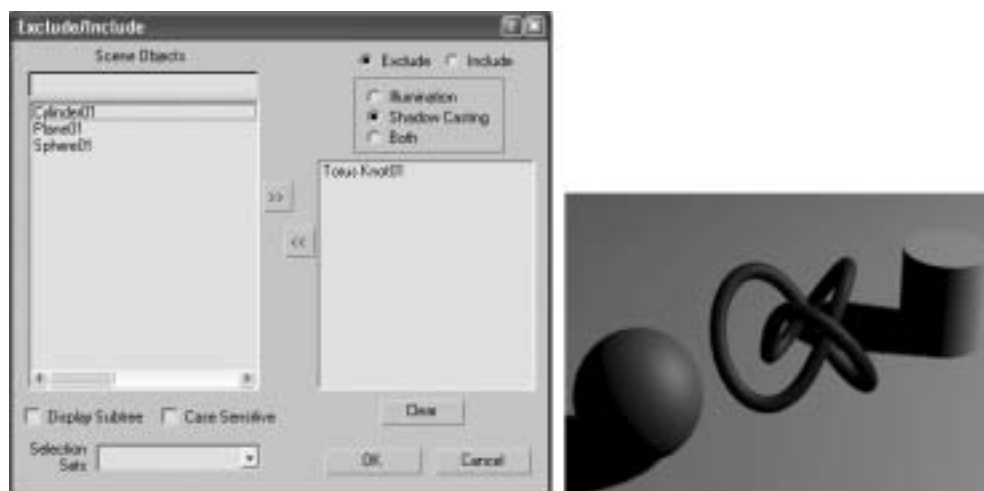 Exclude/Include
Scene Objects
Exclude Include
Illumination
Shadow Casting
Both
Cylinder01
Plane01
Sphere01
Torus Knot01
>>
<<
Display Subtree Case Sensitive
Clear
Selection
Sets
OK Cancel